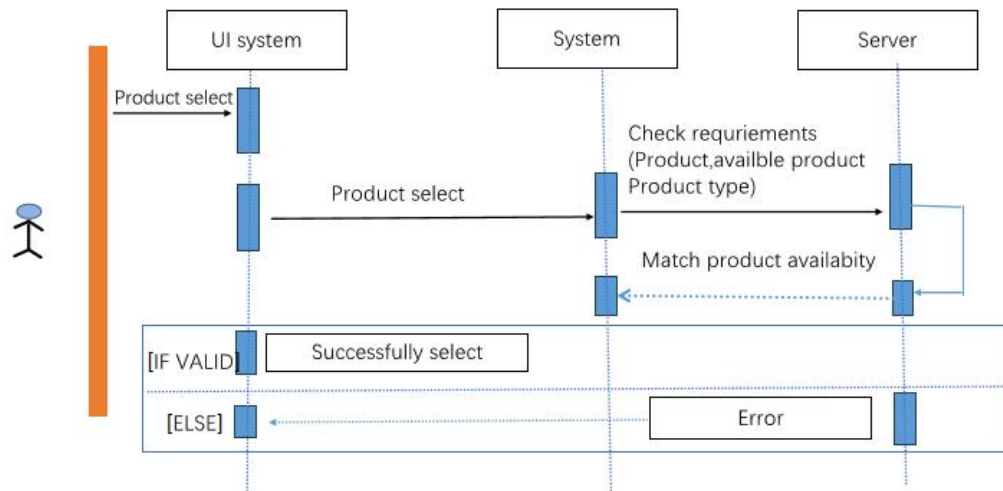 UI system
System
Server
Product select
Check requriements
(Product,availble product
Product type)
Product select
Match product availabity
[IF VALID]
Successfully select
[ELSE]
Error